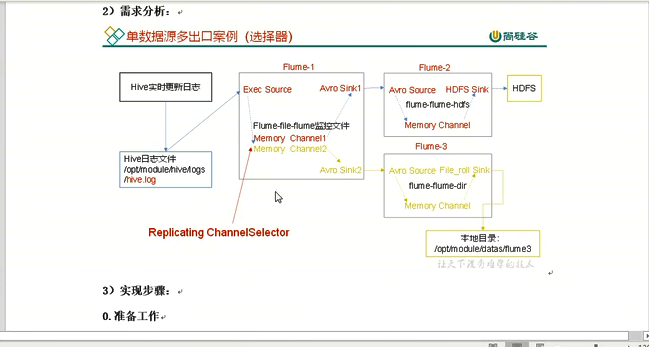 2）需求分析：
单数据源多出口案例（选择器）
尚硅谷
Flume-1
Flume-2
Hive实时更新日志
Exec Source
Avro Sink1
Avro Source
HDFS Sink
HDFS
flume-flume-hdfs
Flume-file-flume监控文件
Memory Channel1
Memory Channel2
Memory Channel
Flume-3
Hive日志文件
/opt/module/hive/logs
/hive.log
Avro Sink2
Avro Source
File_roll Sink
flume-flume-dir
Memory Channel
Replicating ChannelSelector
本地目录：
/opt/module/datas/flume3
让天下没有难学的技术
3）实现步骤：
0.准备工作